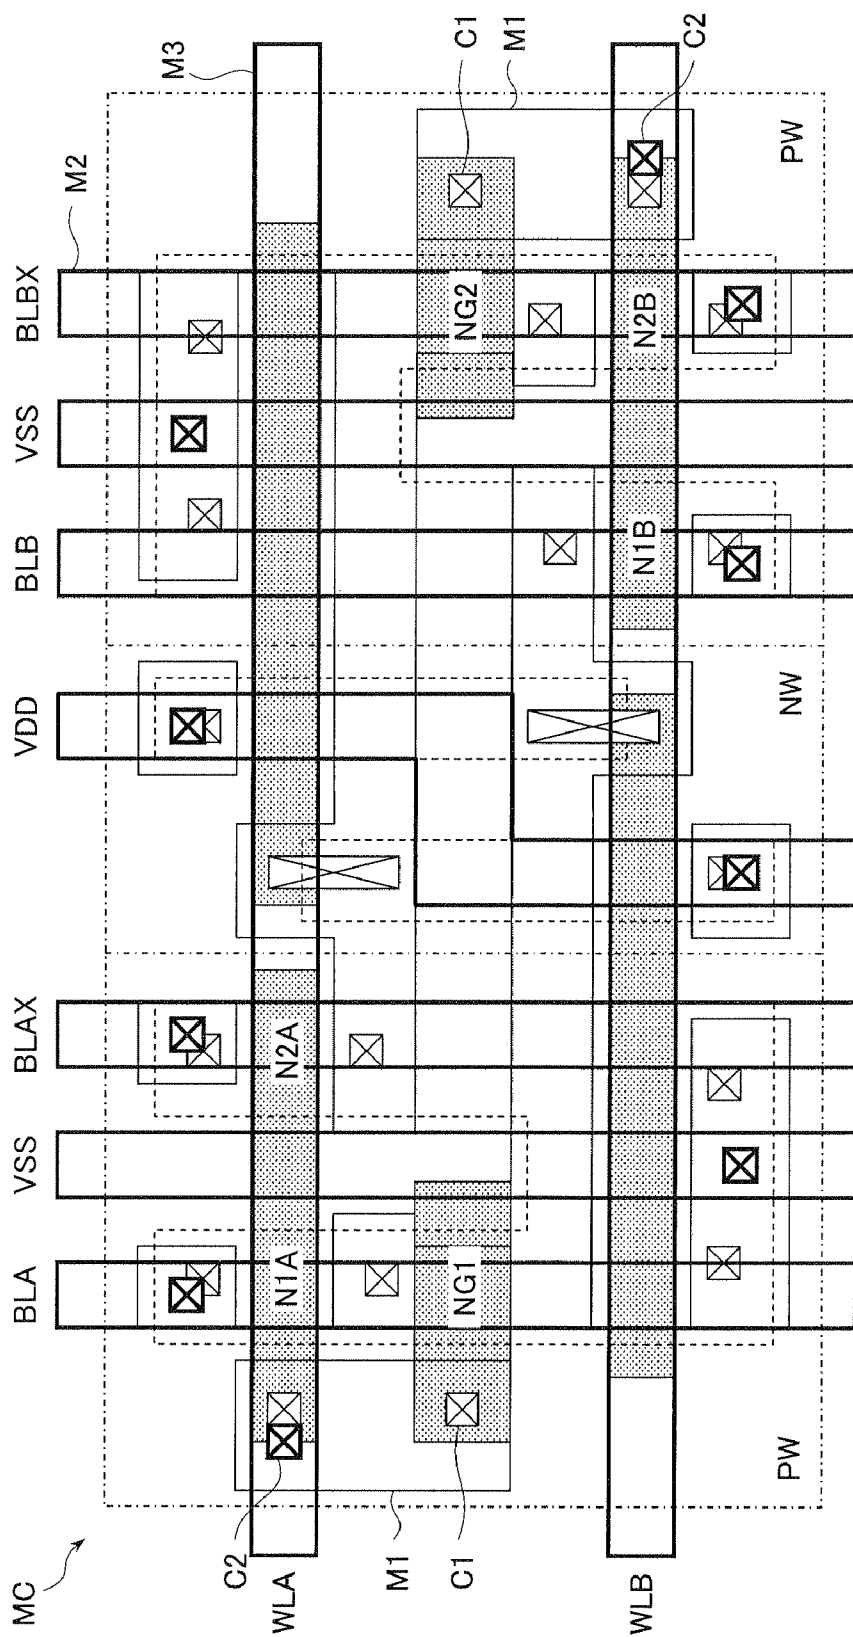 MC
BLA
VSS
BLAX
VDD
BLB
VSS
BLBX
M2
M3
C2
WLA
N1A
N2A
M1
C1
NG1
NG2
C1
M1
WLB
N1B
N2B
C2
PW
NW
PW